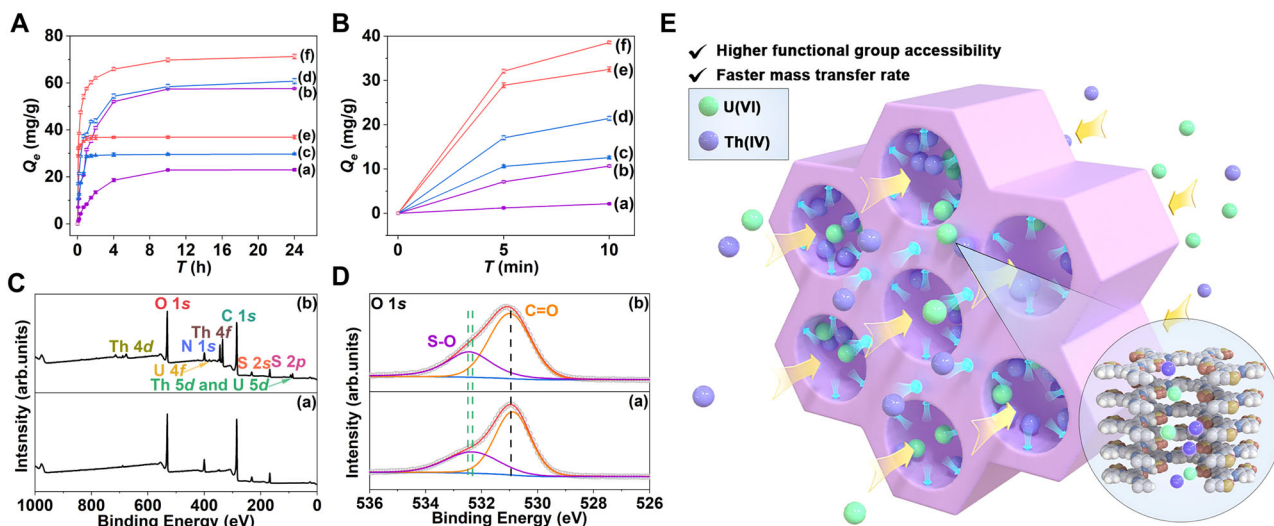 A
Qe (mg/g)
80
60
40
20
0
(f)
(d)
(b)
(e)
(c)
(a)
0 4 8 12 16 20 24
T (h)
B
Qe (mg/g)
40
30
20
10
0
(f)
(e)
(d)
(c)
(b)
(a)
0 5 10
T (min)
C
Intsnsity (arb.units)
(b)
O 1s
C 1s
Th 4f
N 1s
Th 4d
U 4f
S 2s
S 2p
Th 5d and U 5d
(a)
1000 800 600 400 200 0
Binding Energy (eV)
D
Intensity (arb.units)
O 1s
(b)
C=O
S-O
(a)
536 534 532 530 528 526
Binding Energy (eV)
E
✓ Higher functional group accessibility
✓ Faster mass transfer rate
U(VI)
Th(IV)